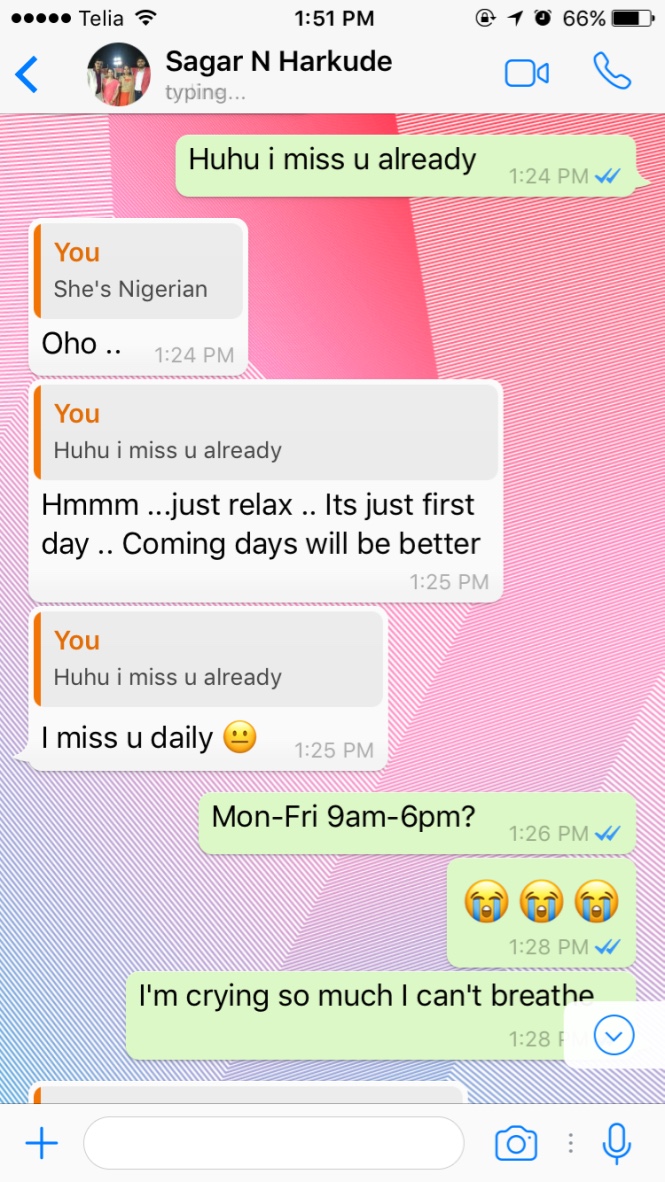 Telia 1:51 PM 66%
Sagar N Harkude
typing...
Huhu i miss u already
1:24 PM
You
She's Nigerian
Oho ..
1:24 PM
You
Huhu i miss u already
Hmmm ...just relax .. Its just first
day .. Coming days will be better
1:25 PM
You
Huhu i miss u already
I miss u daily 😐
1:25 PM
Mon-Fri 9am-6pm?
1:26 PM
😭😭😭
1:28 PM
I'm crying so much I can't breathe
1:28